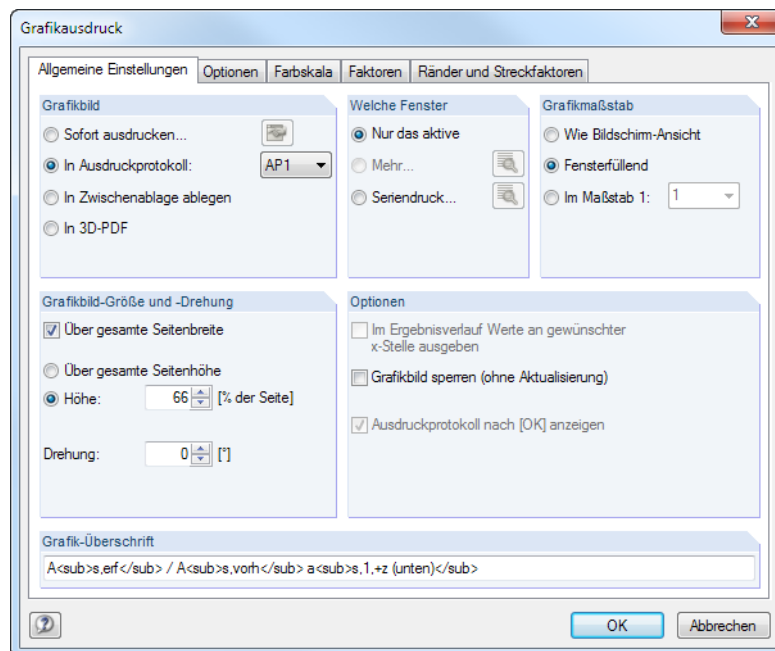 Grafikausdruck
Allgemeine Einstellungen
Optionen
Farbskala
Faktoren
Ränder und Streckfaktoren
Grafikbild
Sofort ausdrucken...
In Ausdruckprotokoll:
AP1
In Zwischenablage ablegen
In 3D-PDF
Welche Fenster
Nur das aktive
Mehr...
Seriendruck...
Grafikmaßstab
Wie Bildschirm-Ansicht
Fensterfüllend
Im Maßstab 1:
1
Grafikbild-Größe und -Drehung
Über gesamte Seitenbreite
Über gesamte Seitenhöhe
Höhe:
66
[% der Seite]
Drehung:
0
[°]
Optionen
Im Ergebnisverlauf Werte an gewünschter
x-Stelle ausgeben
Grafikbild sperren (ohne Aktualisierung)
Ausdruckprotokoll nach [OK] anzeigen
Grafik-Überschrift
A<sub>s,erf</sub> / A<sub>s,vorh</sub> a<sub>s,1,+z (unten)</sub>
OK
Abbrechen